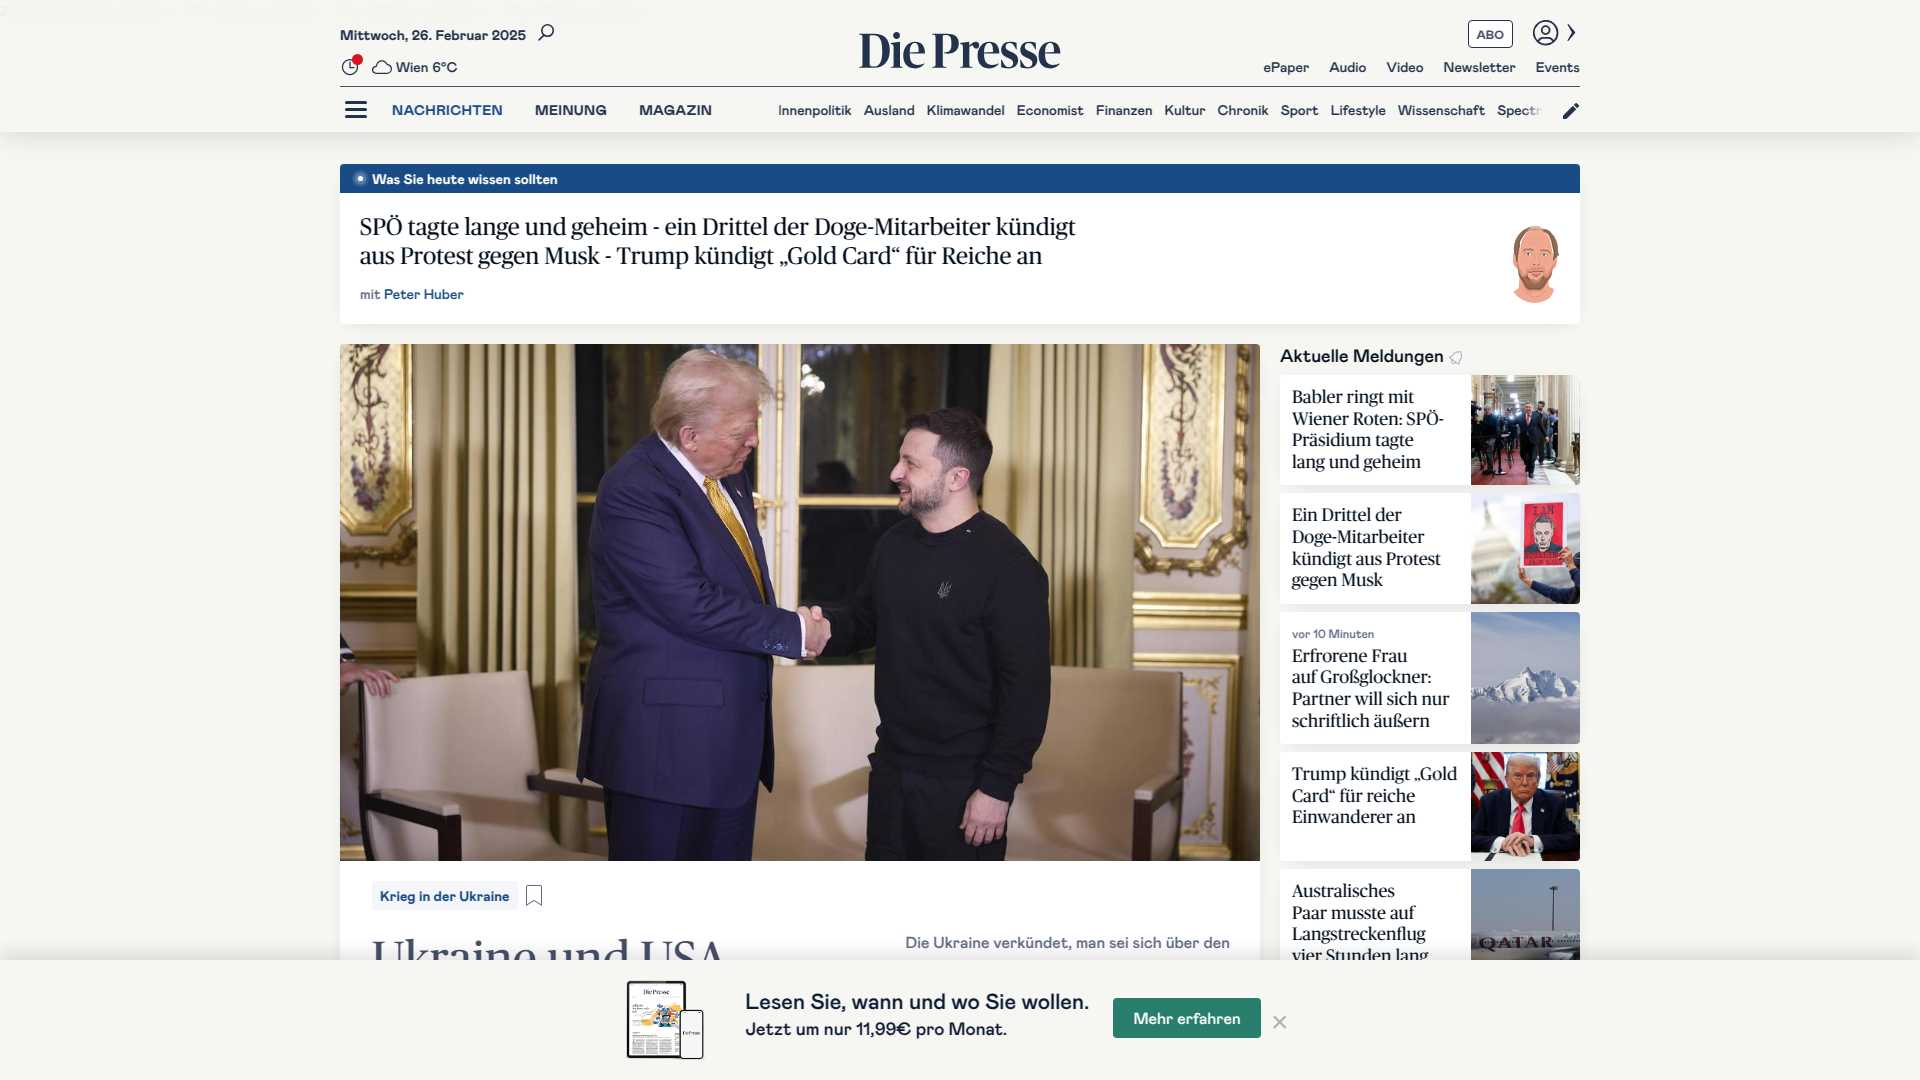 Mittwoch, 26. Februar 2025
Wien 6°C
Die Presse
ABO
ePaper Audio Video Newsletter Events
NACHRICHTEN MEINUNG MAGAZIN
Innenpolitik Ausland Klimawandel Economist Finanzen Kultur Chronik Sport Lifestyle Wissenschaft
Was Sie heute wissen sollten
SPÖ tagte lange und geheim - ein Drittel der Doge-Mitarbeiter kündigt
aus Protest gegen Musk - Trump kündigt „Gold Card“ für Reiche an
mit Peter Huber
Krieg in der Ukraine
Ukraine und USA
Die Ukraine verkündet, man sei sich über den
Aktuelle Meldungen
Babler ringt mit
Wiener Roten: SPÖ-
Präsidium tagte
lang und geheim
Ein Drittel der
Doge-Mitarbeiter
kündigt aus Protest
gegen Musk
vor 10 Minuten
Erfrorene Frau
auf Großglockner:
Partner will sich nur
schriftlich äußern
Trump kündigt „Gold
Card“ für reiche
Einwanderer an
Australisches
Paar musste auf
Langstreckenflug
vier Stunden lang
QATAR
Die Presse
Lesen Sie, wann und wo Sie wollen.
Jetzt um nur 11,99€ pro Monat.
Mehr erfahren